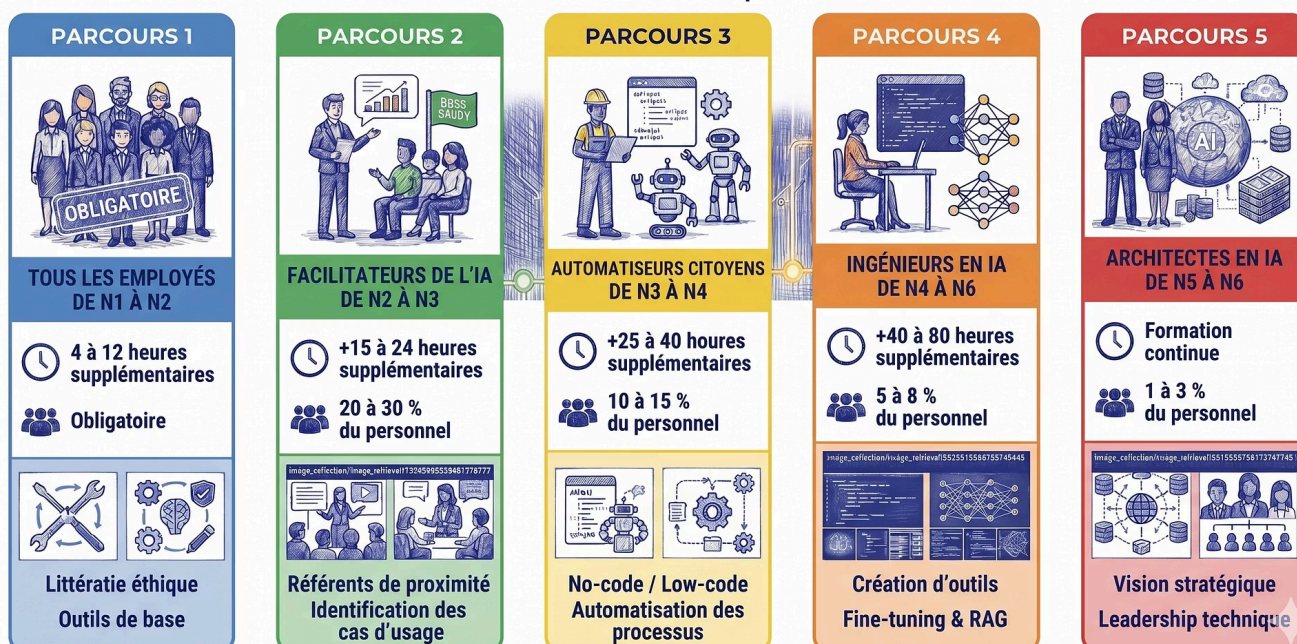 PARCOURS 1
OBLIGATOIRE
TOUS LES EMPLOYÉS
DE N1 À N2
4 à 12 heures
supplémentaires
Obligatoire
Littératie éthique
Outils de base
PARCOURS 2
BBSS
SAUDY
FACILITATEURS DE L'IA
DE N2 À N3
+15 à 24 heures
supplémentaires
20 à 30 %
du personnel
Référents de proximité
Identification des
cas d'usage
PARCOURS 3
AUTOMATISEURS CITOYENS
DE N3 À N4
+25 à 40 houres
supplémentaires
10 à 15 %
du personnel
No-code / Low-code
Automatisation des
processus
PARCOURS 4
INGÉNIEURS EN IA
DE N4 À N6
+40 à 80 heures
supplémentaires
5 à 8 %
du personnel
Création d'outils
Fine-tuning & RAG
PARCOURS 5
AI
ARCHITECTES EN IA
DE N5 À N6
Formation
continue
1 à 3 %
du personnel
Vision stratégique
Leadership technique